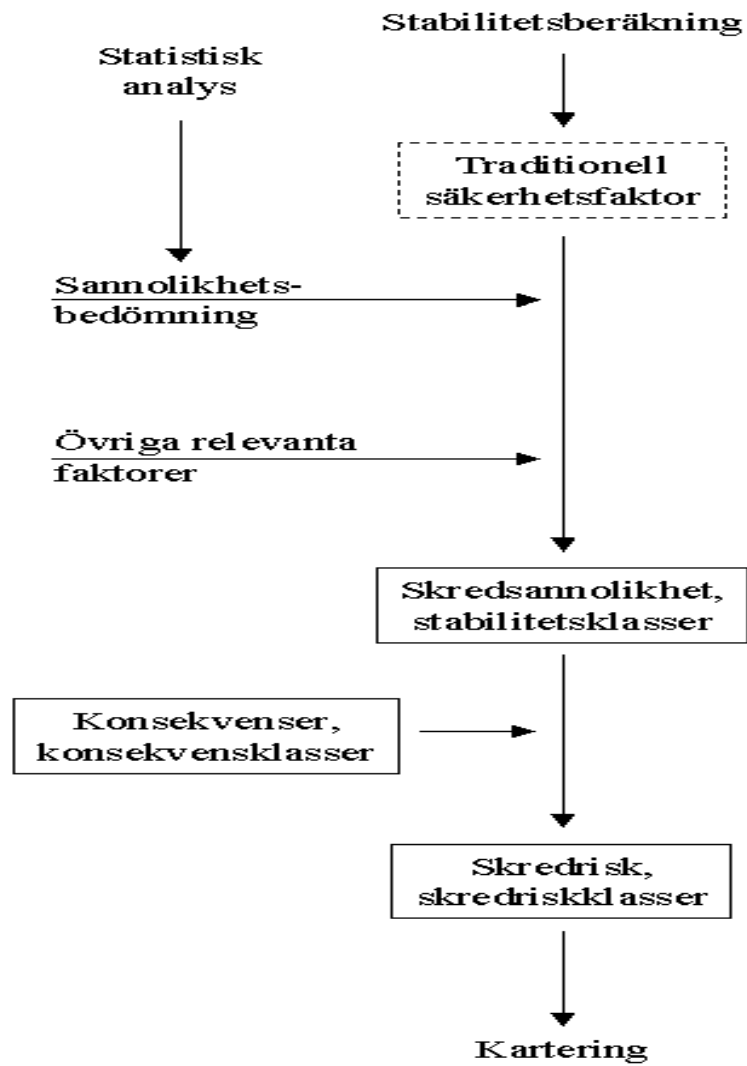 Stabilitetsberäkning
Statistisk
analys
Traditionell
säkerhetsfaktor
Sannolikhets-
bedömning
Övriga relevanta
faktorer
Skredsannolikhet,
stabilitetsklasser
Konsekvenser,
konsekvensklasser
Skredrisk,
skredriskklasser
Kartering